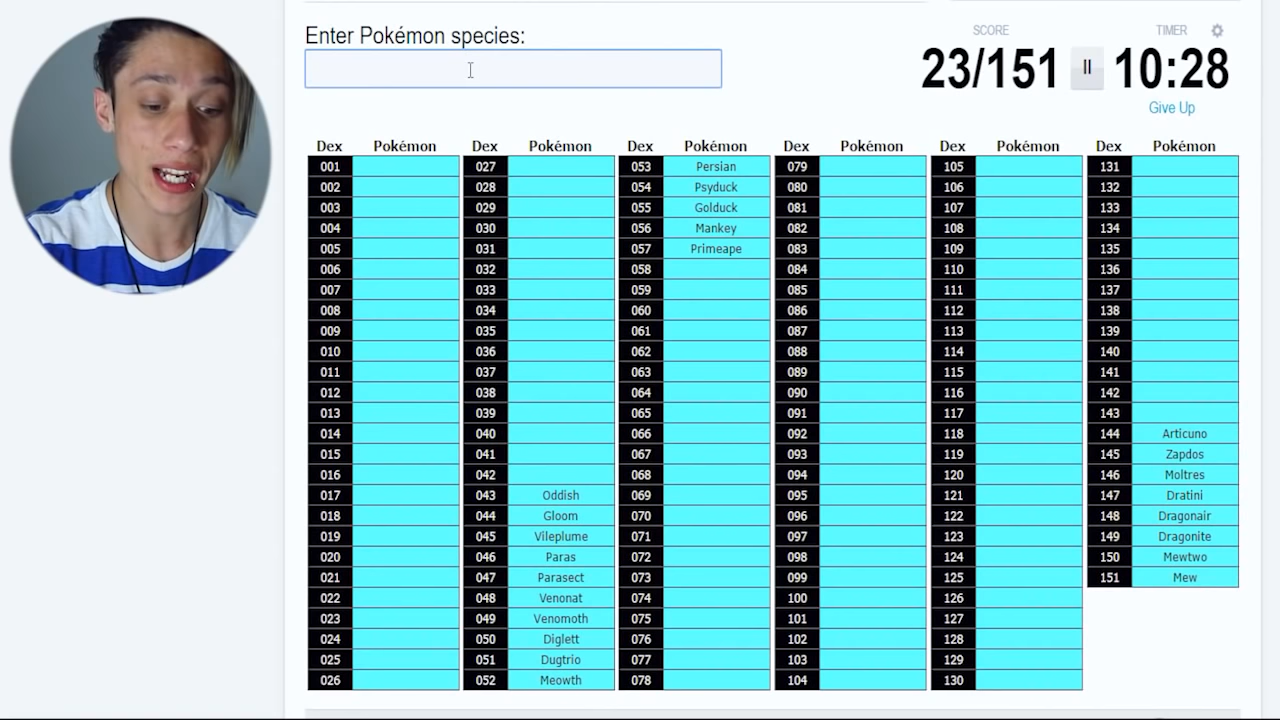 Enter Pokémon species:
SCORE
TIMER
23/151
10:28
Give Up
Dex Pokémon Dex Pokémon Dex Pokémon Dex Pokémon Dex Pokémon Dex Pokémon
001 027 053 Persian 079 105 131
002 028 054 Psyduck 080 106 132
003 029 055 Golduck 081 107 133
004 030 056 Mankey 082 108 134
005 031 057 Primeape 083 109 135
006 032 058 084 110 136
007 033 059 085 111 137
008 034 060 086 112 138
009 035 061 087 113 139
010 036 062 088 114 140
011 037 063 089 115 141
012 038 064 090 116 142
013 039 065 091 117 143
014 040 066 092 118 144 Articuno
015 041 067 093 119 145 Zapdos
016 042 068 094 120 146 Moltres
017 043 Oddish 069 095 121 147 Dratini
018 044 Gloom 070 096 122 148 Dragonair
019 045 Vileplume 071 097 123 149 Dragonite
020 046 Paras 072 098 124 150 Mewtwo
021 047 Parasect 073 099 125 151 Mew
022 048 Venonat 074 100 126
023 049 Venomoth 075 101 127
024 050 Diglett 076 102 128
025 051 Dugtrio 077 103 129
026 052 Meowth 078 104 130